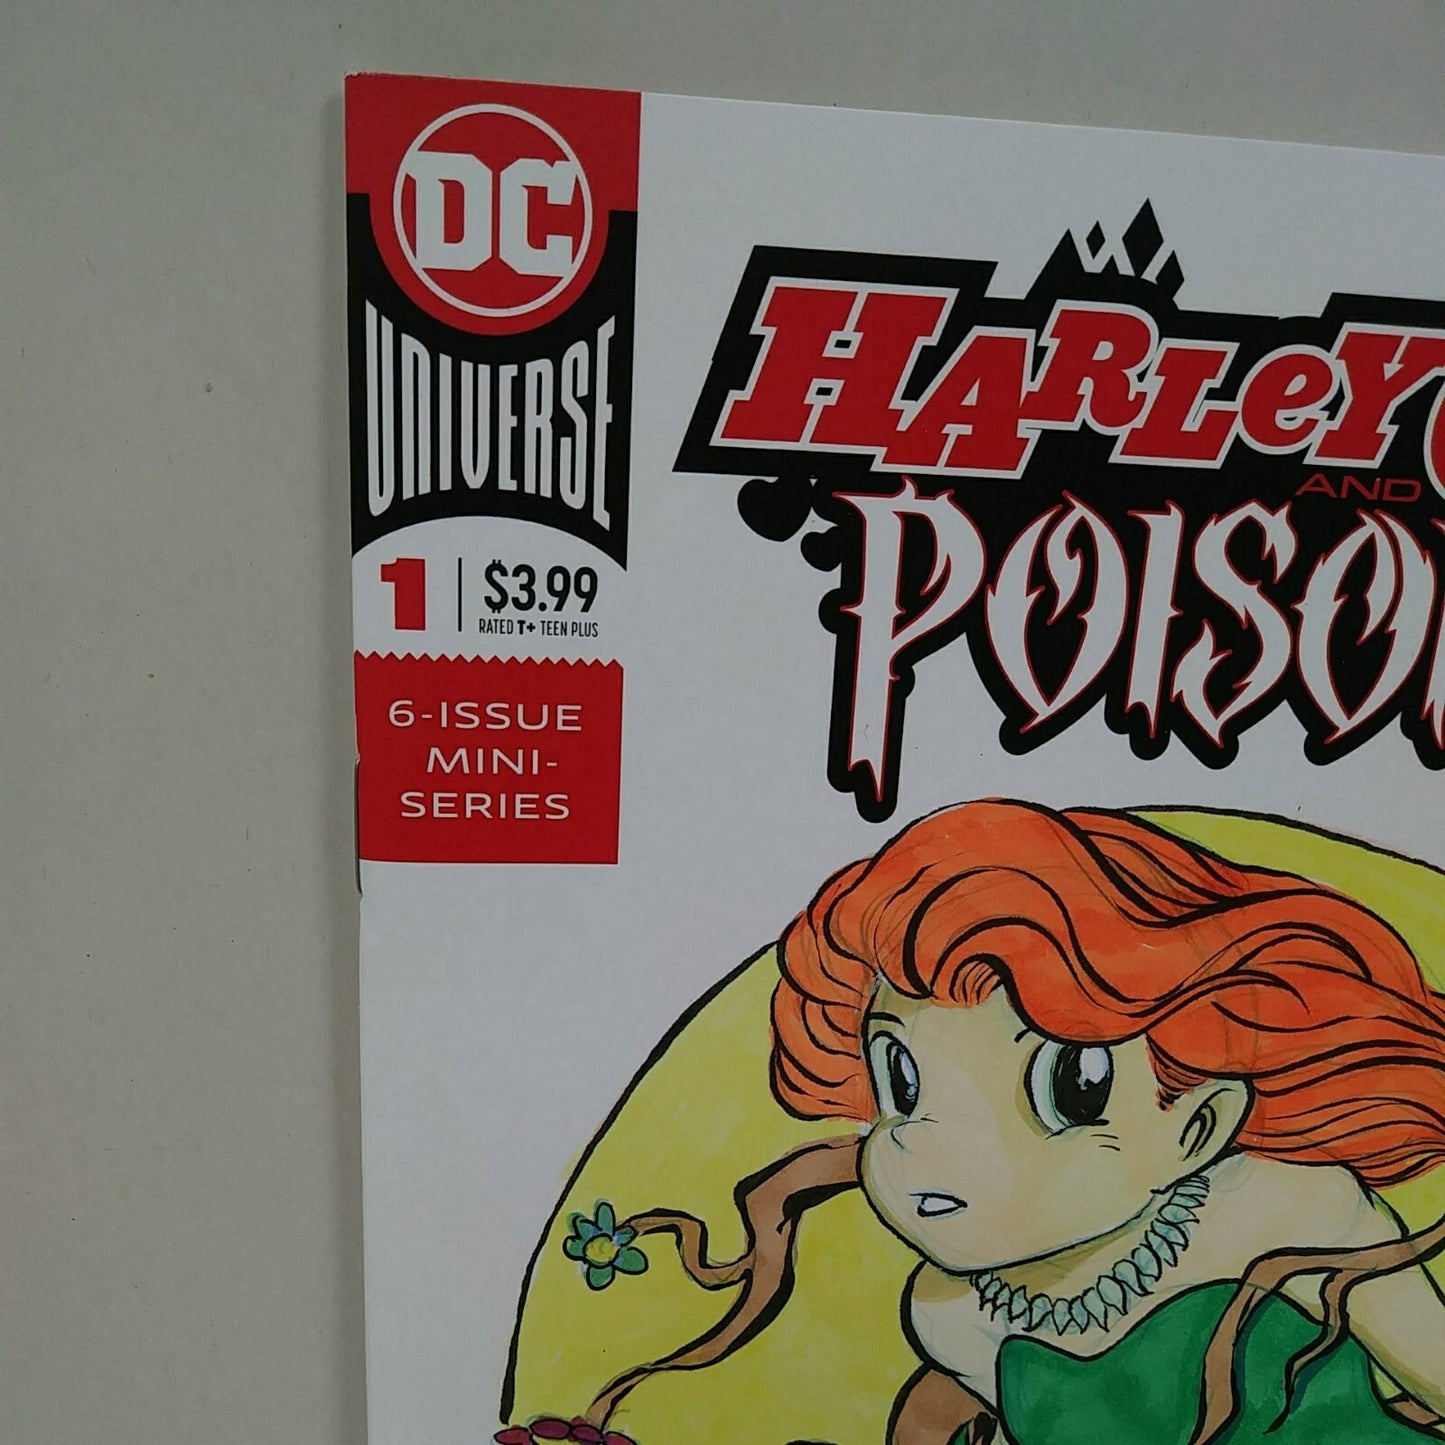 DC
UNIVERSE
1 $3.99
RATED T+ TEEN PLUS
6-ISSUE
MINI-
SERIES
HARLEY
AND
POISO